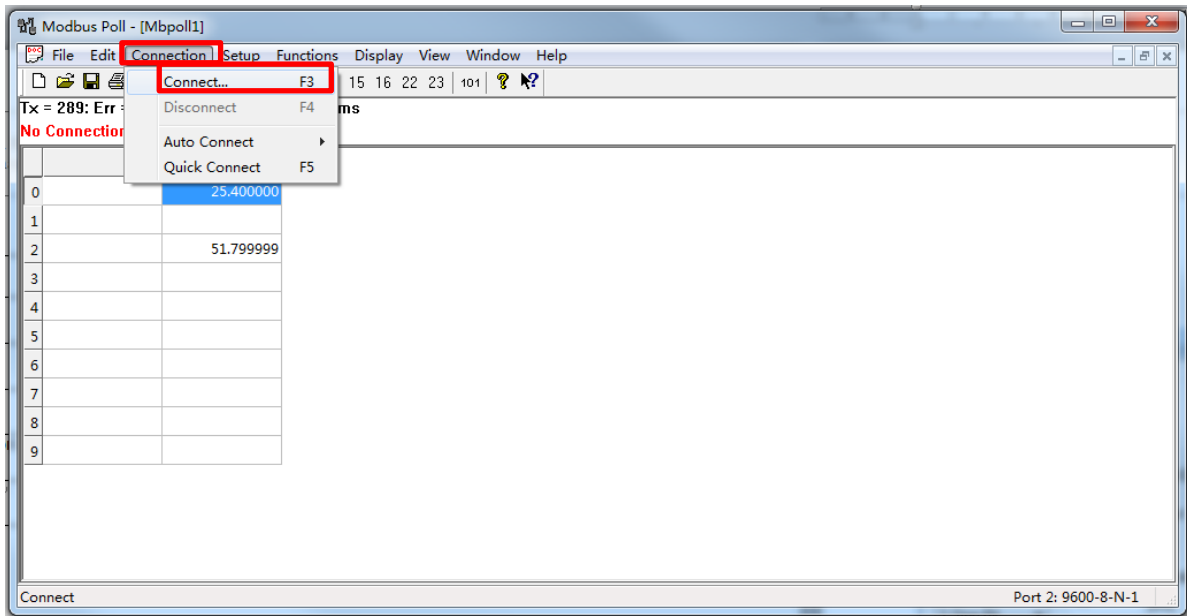 Modbus Poll - [Mbpoll1]
File Edit Connection Setup Functions Display View Window Help
Connect... F3 15 16 22 23 101
Tx = 289: Err = ms
Disconnect F4
No Connection
Auto Connect
Quick Connect F5
0 25.400000
1
2 51.799999
3
4
5
6
7
8
9
Connect Port 2: 9600-8-N-1